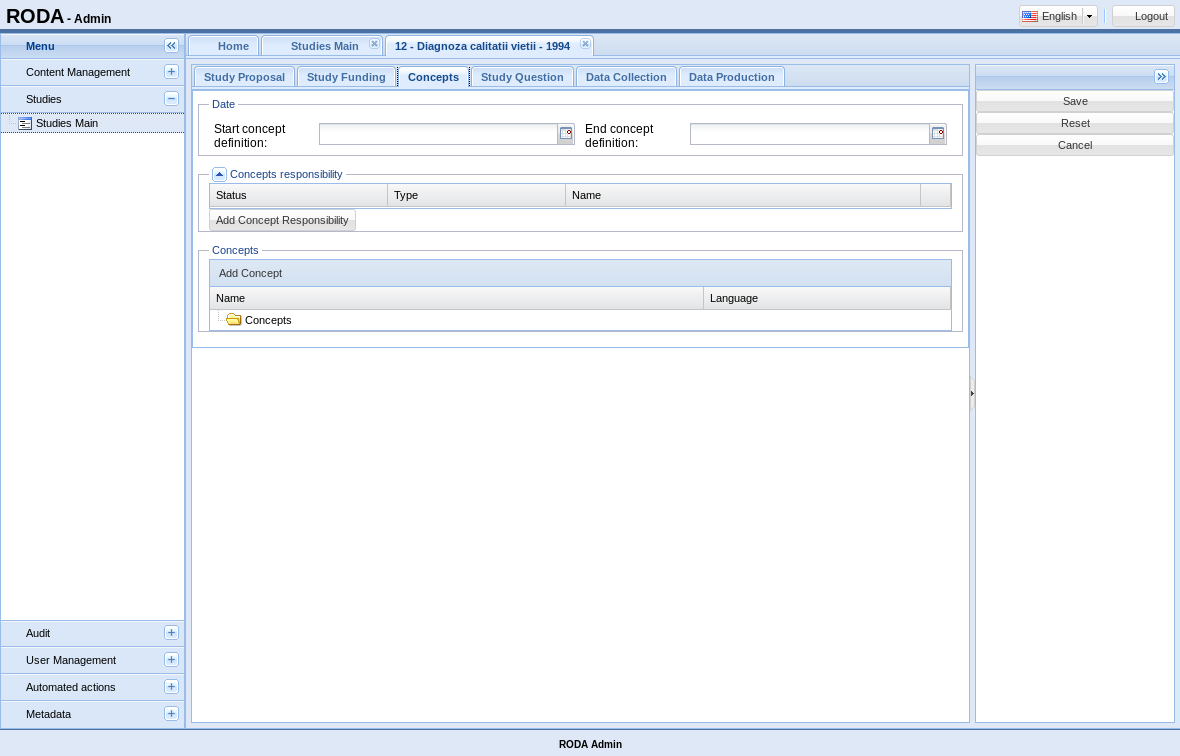 RODA - Admin
English
Logout
Menu
Content Management
Studies
Studies Main
Audit
User Management
Automated actions
Metadata
Home
Studies Main
12 - Diagnoza calitatii vietii - 1994
Study Proposal
Study Funding
Concepts
Study Question
Data Collection
Data Production
Date
Start concept
definition:
End concept
definition:
Concepts responsibility
Status
Type
Name
Add Concept Responsibility
Concepts
Add Concept
Name
Language
Concepts
Save
Reset
Cancel
RODA Admin